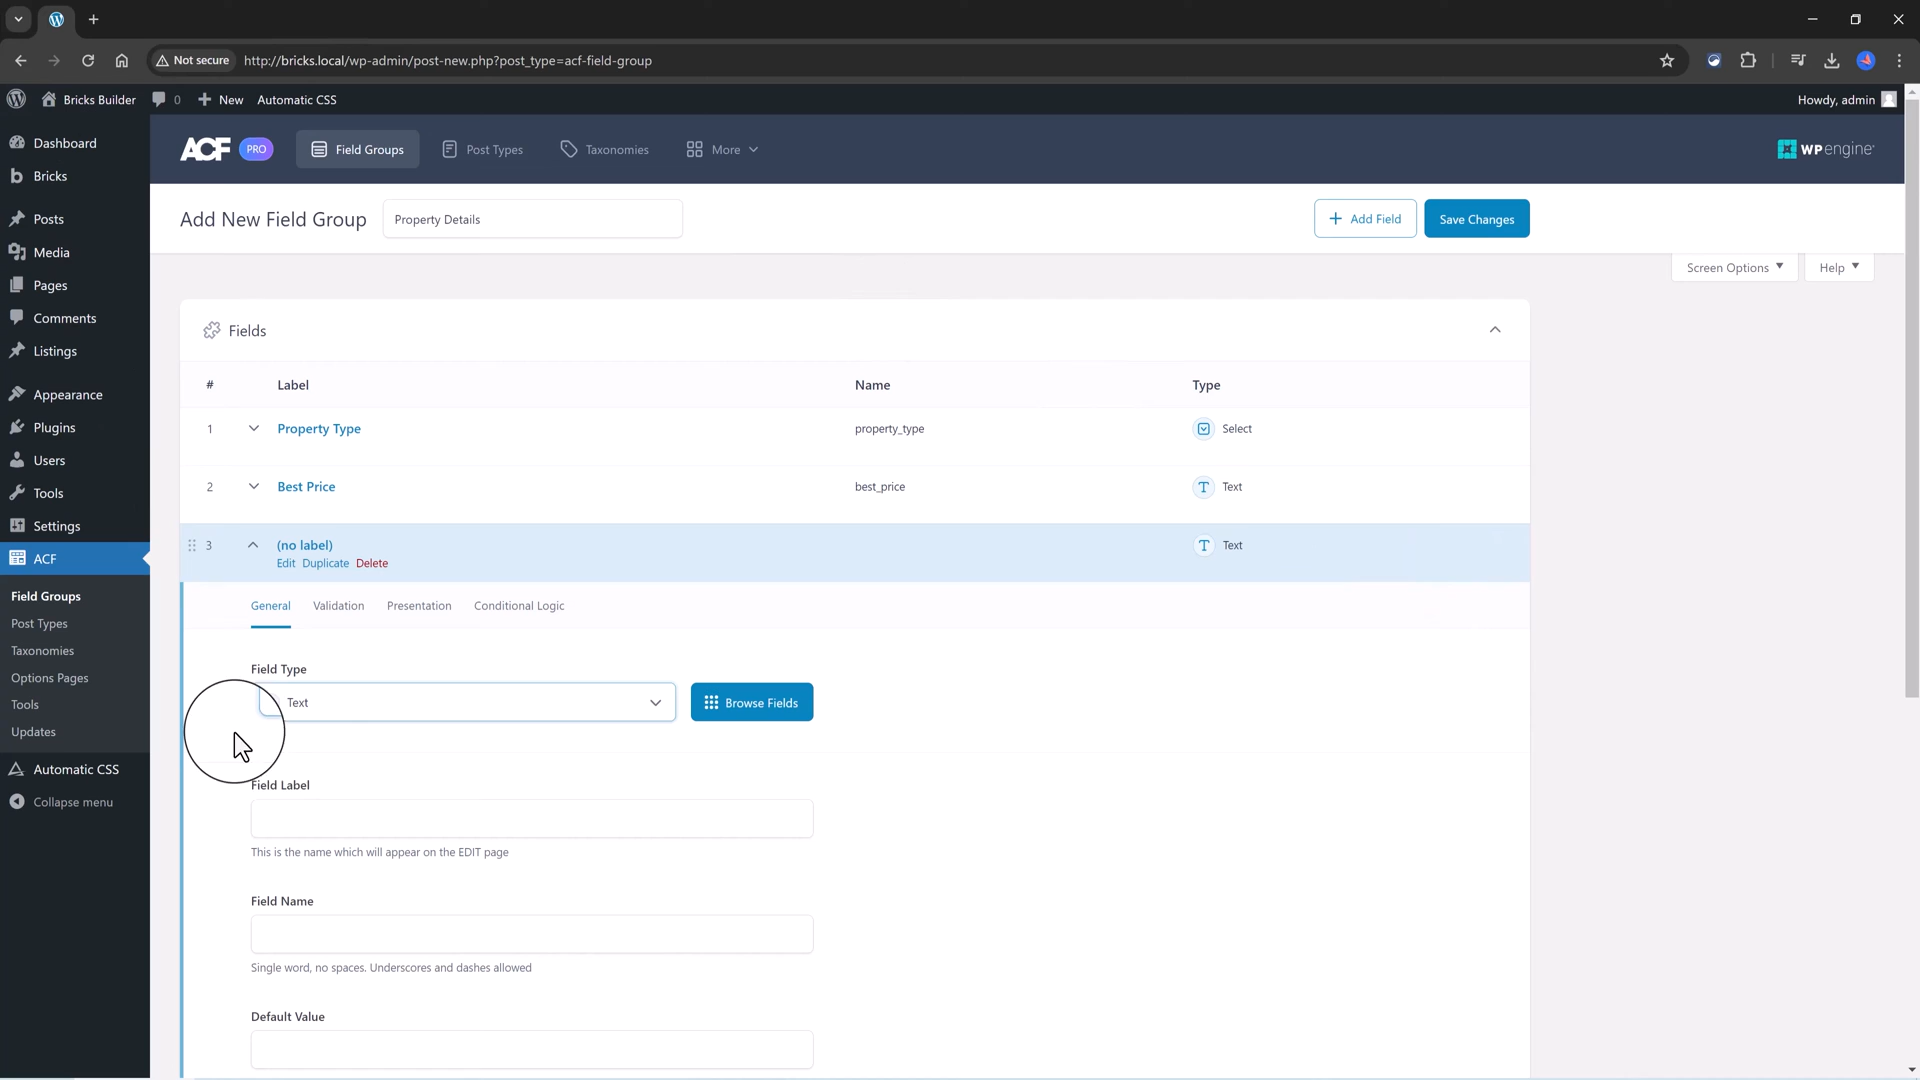 Not secure
http://bricks.local/wp-admin/post-new.php?post_type=acf-field-group
Bricks Builder
0
New
Automatic CSS
Howdy, admin
Dashboard
Bricks
Posts
Media
Pages
Comments
Listings
Appearance
Plugins
Users
Tools
Settings
ACF
Field Groups
Post Types
Taxonomies
Options Pages
Tools
Updates
Automatic CSS
Collapse menu
ACF PRO
Field Groups
Post Types
Taxonomies
More
WP engine
Add New Field Group
Property Details
+ Add Field
Save Changes
Screen Options
Help
Fields
# Label Name Type
1 Property Type property_type Select
2 Best Price best_price Text
3 (no label) Text
Edit Duplicate Delete
General Validation Presentation Conditional Logic
Field Type
Text
Browse Fields
Field Label
This is the name which will appear on the EDIT page
Field Name
Single word, no spaces. Underscores and dashes allowed
Default Value